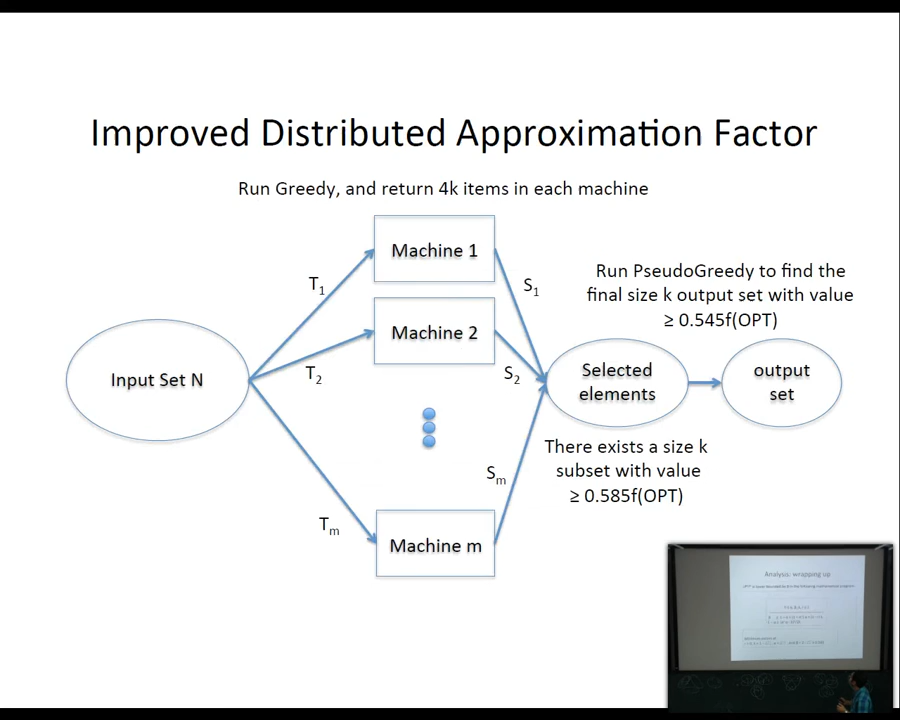 Improved Distributed Approximation Factor
Run Greedy, and return 4k items in each machine
Machine 1
Run PseudoGreedy to find the
final size k output set with value
≥ 0.545f(OPT)
T1
S1
Machine 2
T2
S2
Input Set N
Selected
elements
output
set
There exists a size k
subset with value
≥ 0.585f(OPT)
Sm
Tm
Machine m
Analysis: wrapping up